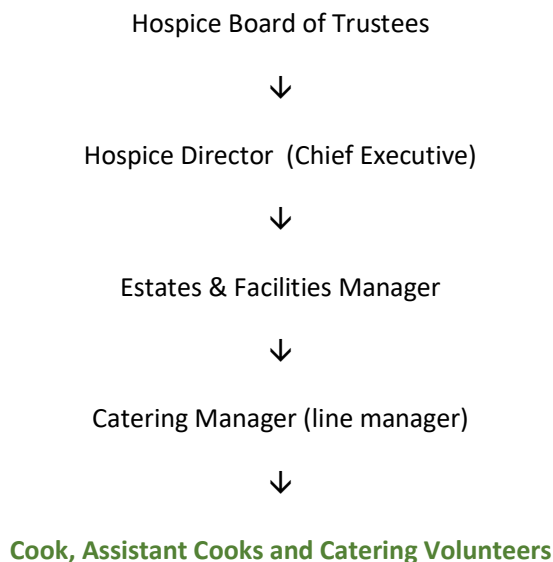 Hospice Board of Trustees
↓
Hospice Director  (Chief Executive)
↓
Estates & Facilities Manager
↓
Catering Manager (line manager)
↓
Cook, Assistant Cooks and Catering Volunteers